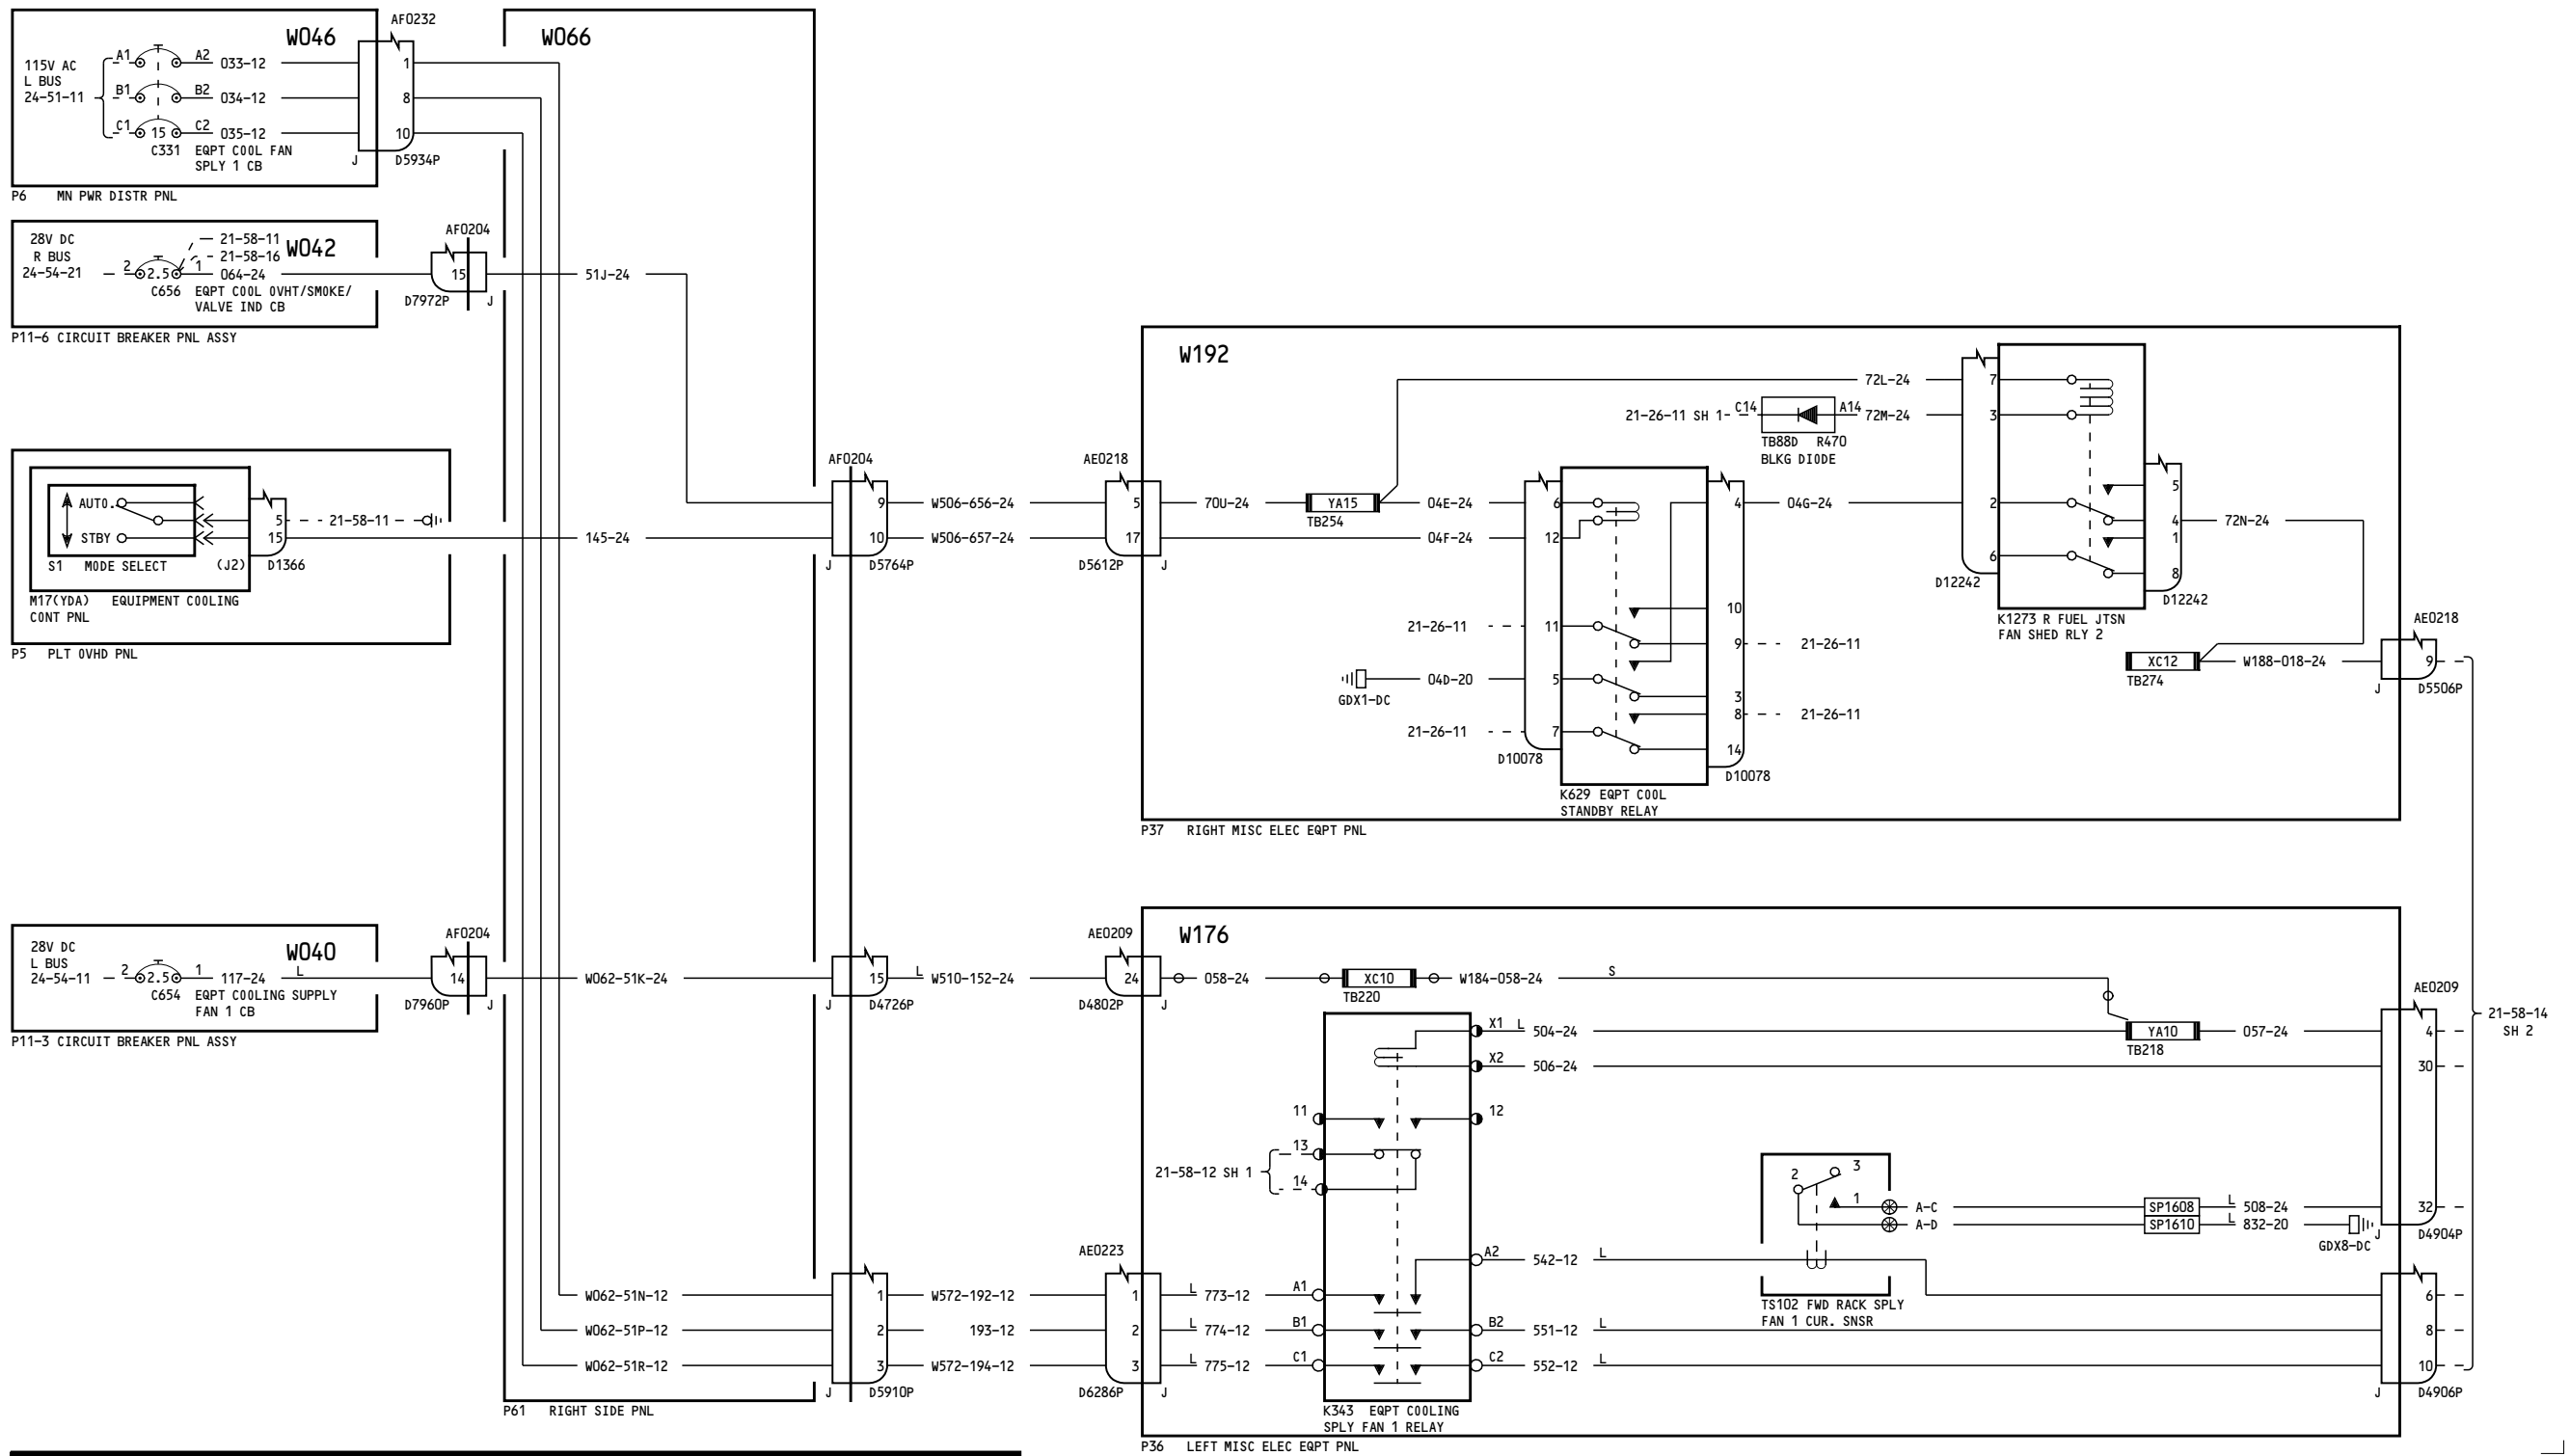 W046
AF0232
115V AC
L BUS
24-51-11
A1 A2 033-12 1
B1 B2 034-12 8
C1 15 C2 035-12 10
C331 EQPT COOL FAN
SPLY 1 CB
J D5934P
P6 MN PWR DISTR PNL
W066
28V DC
R BUS
24-54-21
21-58-11
21-58-16
W042
2 2.5 1 064-24
C656 EQPT COOL OVHT/SMOKE/
VALVE IND CB
AF0204
15
D7972P J
51J-24
P11-6 CIRCUIT BREAKER PNL ASSY
AUTO
STBY
S1 MODE SELECT
(J2)
5
15
D1366
21-58-11
145-24
M17(YDA) EQUIPMENT COOLING
CONT PNL
P5 PLT OVHD PNL
AF0204
9 W506-656-24
10 W506-657-24
J D5764P
AE0218
5
17
D5612P J
W192
70U-24
YA15
TB254
04E-24
04F-24
72L-24
21-26-11 SH 1
C14 A14 72M-24
TB88D R470
BLKG DIODE
6
12
11
5
7
4
10
9
3
8
14
04G-24
21-26-11
21-26-11
21-26-11
21-26-11
04D-20
GDX1-DC
D10078
D10078
K629 EQPT COOL
STANDBY RELAY
7
3
2
6
5
4
1
8
D12242
D12242
K1273 R FUEL JTSN
FAN SHED RLY 2
72N-24
XC12
TB274
W188-018-24
AE0218
9
J D5506P
P37 RIGHT MISC ELEC EQPT PNL
28V DC
L BUS
24-54-11
W040
2 2.5 1 117-24 L
C654 EQPT COOLING SUPPLY
FAN 1 CB
P11-3 CIRCUIT BREAKER PNL ASSY
AF0204
14
D7960P J
W062-51K-24
15 L W510-152-24
J D4726P
AE0209
24
D4802P J
W176
058-24
XC10
TB220
W184-058-24 S
X1 L 504-24
X2 506-24
YA10
TB218
057-24
AE0209
4
30
32
J D4904P
21-58-14
SH 2
11 12
13
14
21-58-12 SH 1
2 3
1
A-C SP1608 L 508-24
A-D SP1610 L 832-20
GDX8-DC
A2 542-12 L
TS102 FWD RACK SPLY
FAN 1 CUR. SNSR
AE0223
W062-51N-12 1 W572-192-12 1 L 773-12 A1
W062-51P-12 2 193-12 2 L 774-12 B1 B2 551-12 L
W062-51R-12 3 W572-194-12 3 L 775-12 C1 C2 552-12 L
J D5910P
D6286P J
6
8
10
J D4906P
K343 EQPT COOLING
SPLY FAN 1 RELAY
P61 RIGHT SIDE PNL
P36 LEFT MISC ELEC EQPT PNL